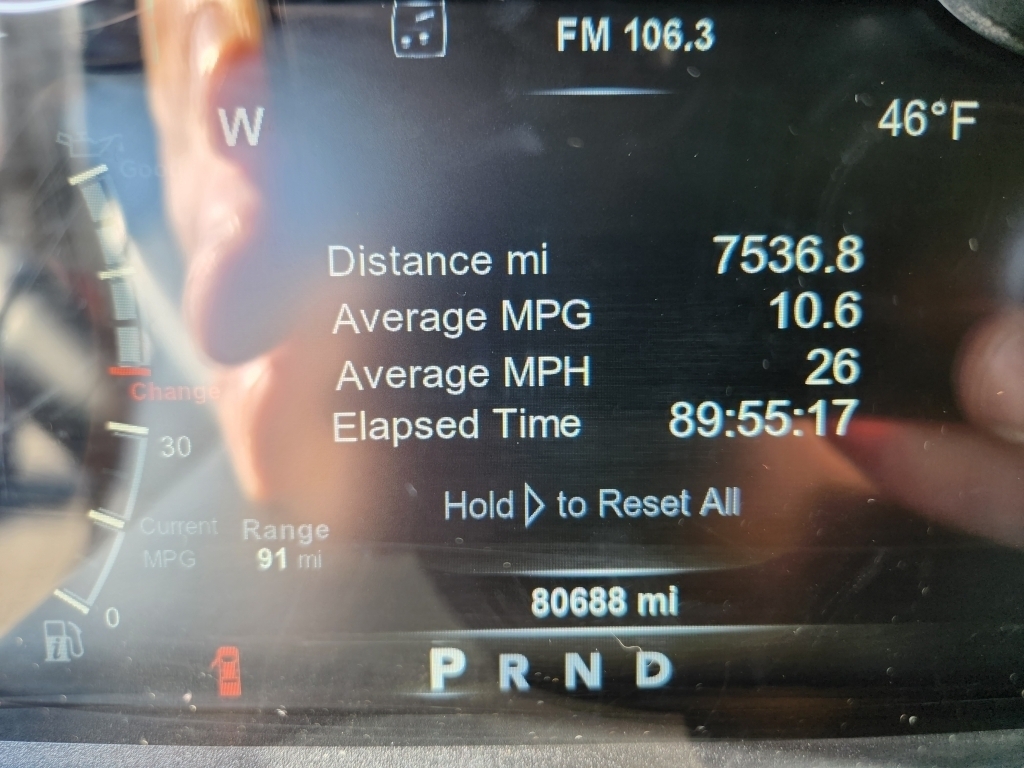 FM 106.3
W
46°F
Good
Distance mi 7536.8
Average MPG 10.6
Average MPH 26
Elapsed Time 89:55:17
Change
30
Hold ▷ to Reset All
Current MPG
Range
91 mi
0
80688 mi
P R N D